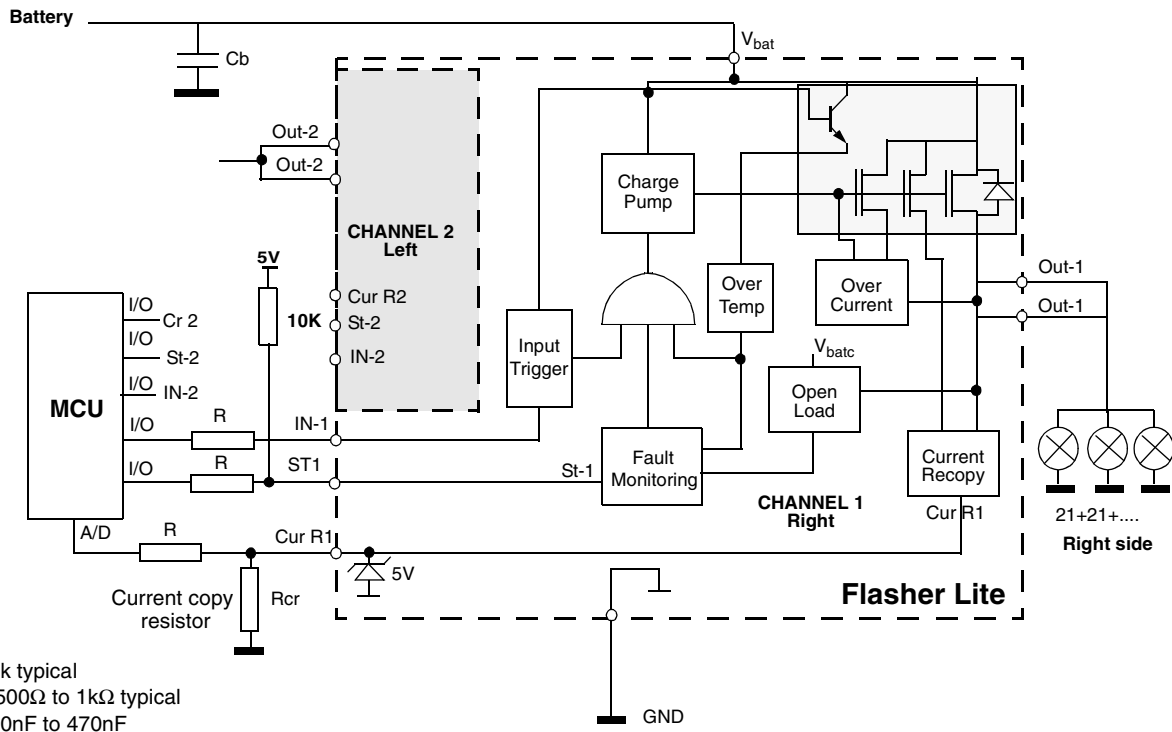 Battery
Cb
Vbat
Out-2
Out-2
CHANNEL 2
Left
Charge
Pump
5V
10K
Cur R2
St-2
IN-2
Input
Trigger
Over
Temp
Over
Current
Out-1
Out-1
Vbatc
Open
Load
MCU
I/O
Cr 2
I/O
St-2
I/O
IN-2
I/O
R
IN-1
I/O
R
ST1
St-1
Fault
Monitoring
Current
Recopy
CHANNEL 1
Right
Cur R1
A/D
R
Cur R1
5V
Current copy
resistor
Rcr
Flasher Lite
21+21+....
Right side
GND
k typical
500Ω to 1kΩ typical
0nF to 470nF